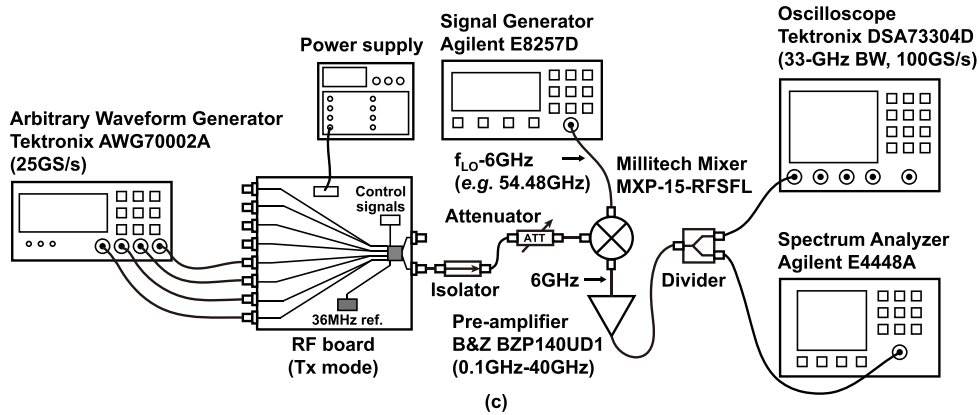 Oscilloscope
Tektronix DSA73304D
(33-GHz BW, 100GS/s)
Signal Generator
Agilent E8257D
Power supply
Arbitrary Waveform Generator
Tektronix AWG70002A
(25GS/s)
fLO-6GHz
(e.g. 54.48GHz)
Millitech Mixer
MXP-15-RFSFL
Control
signals
Attenuator
ATT
Isolator
6GHz
Divider
Spectrum Analyzer
Agilent E4448A
36MHz ref.
RF board
(Tx mode)
Pre-amplifier
B&Z BZP140UD1
(0.1GHz-40GHz)
(c)